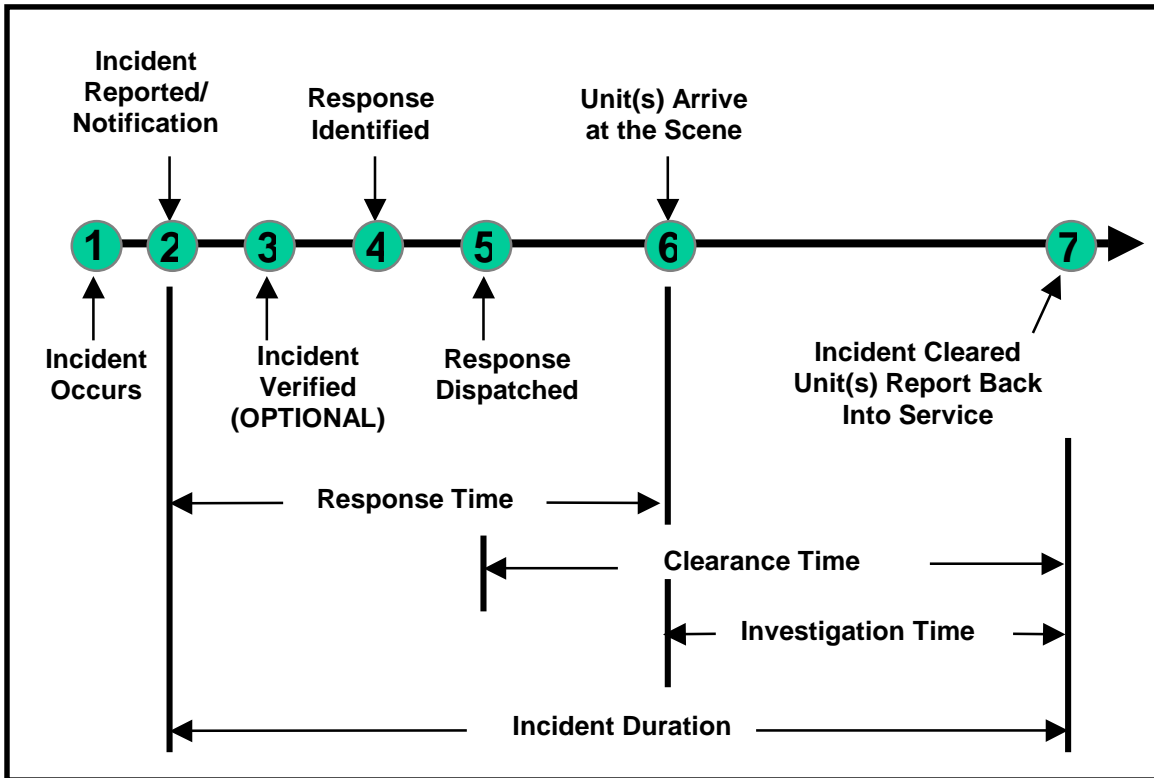 Incident
Reported/
Notification
Response
Identified
Unit(s) Arrive
at the Scene
1
2
3
4
5
6
7
Incident
Occurs
Incident
Verified
(OPTIONAL)
Response
Dispatched
Incident Cleared
Unit(s) Report Back
Into Service
Response Time
Clearance Time
Investigation Time
Incident Duration